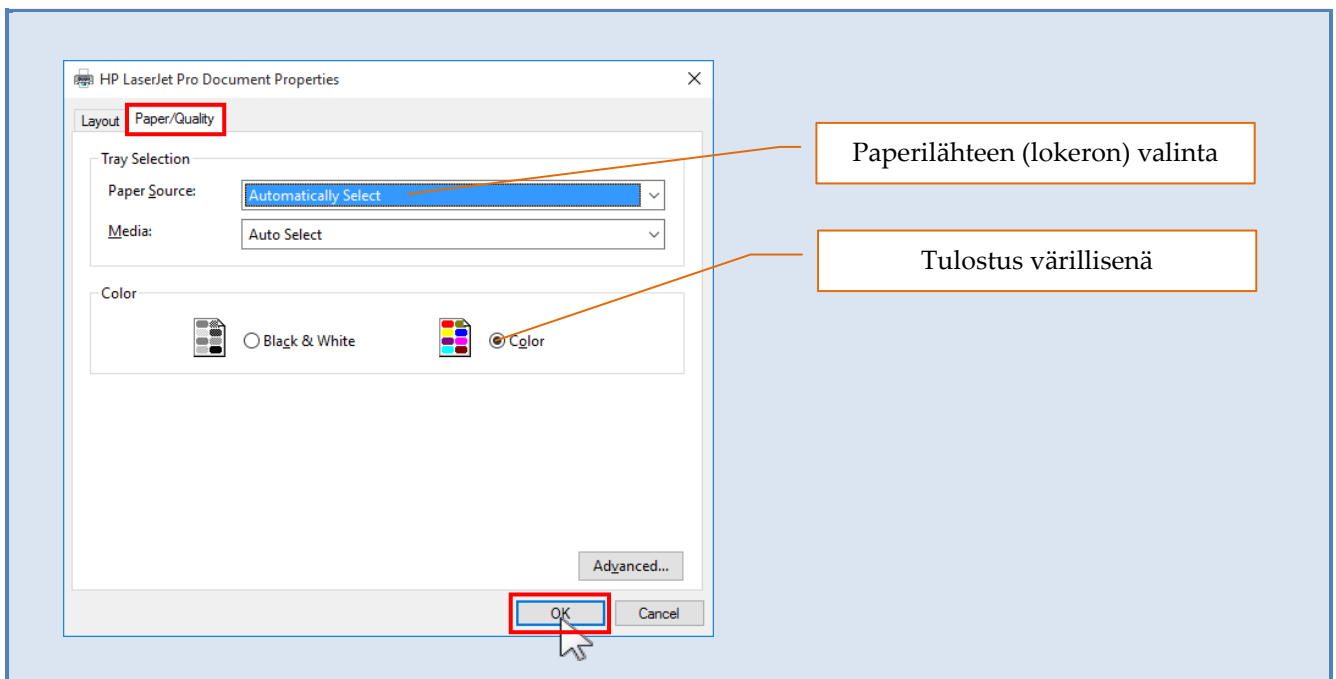 HP LaserJet Pro Document Properties
Layout Paper/Quality
Tray Selection
Paper Source: Automatically Select
Media: Auto Select
Color
Black & White Color
Advanced...
OK Cancel
Paperilähteen (lokeron) valinta
Tulostus värillisenä